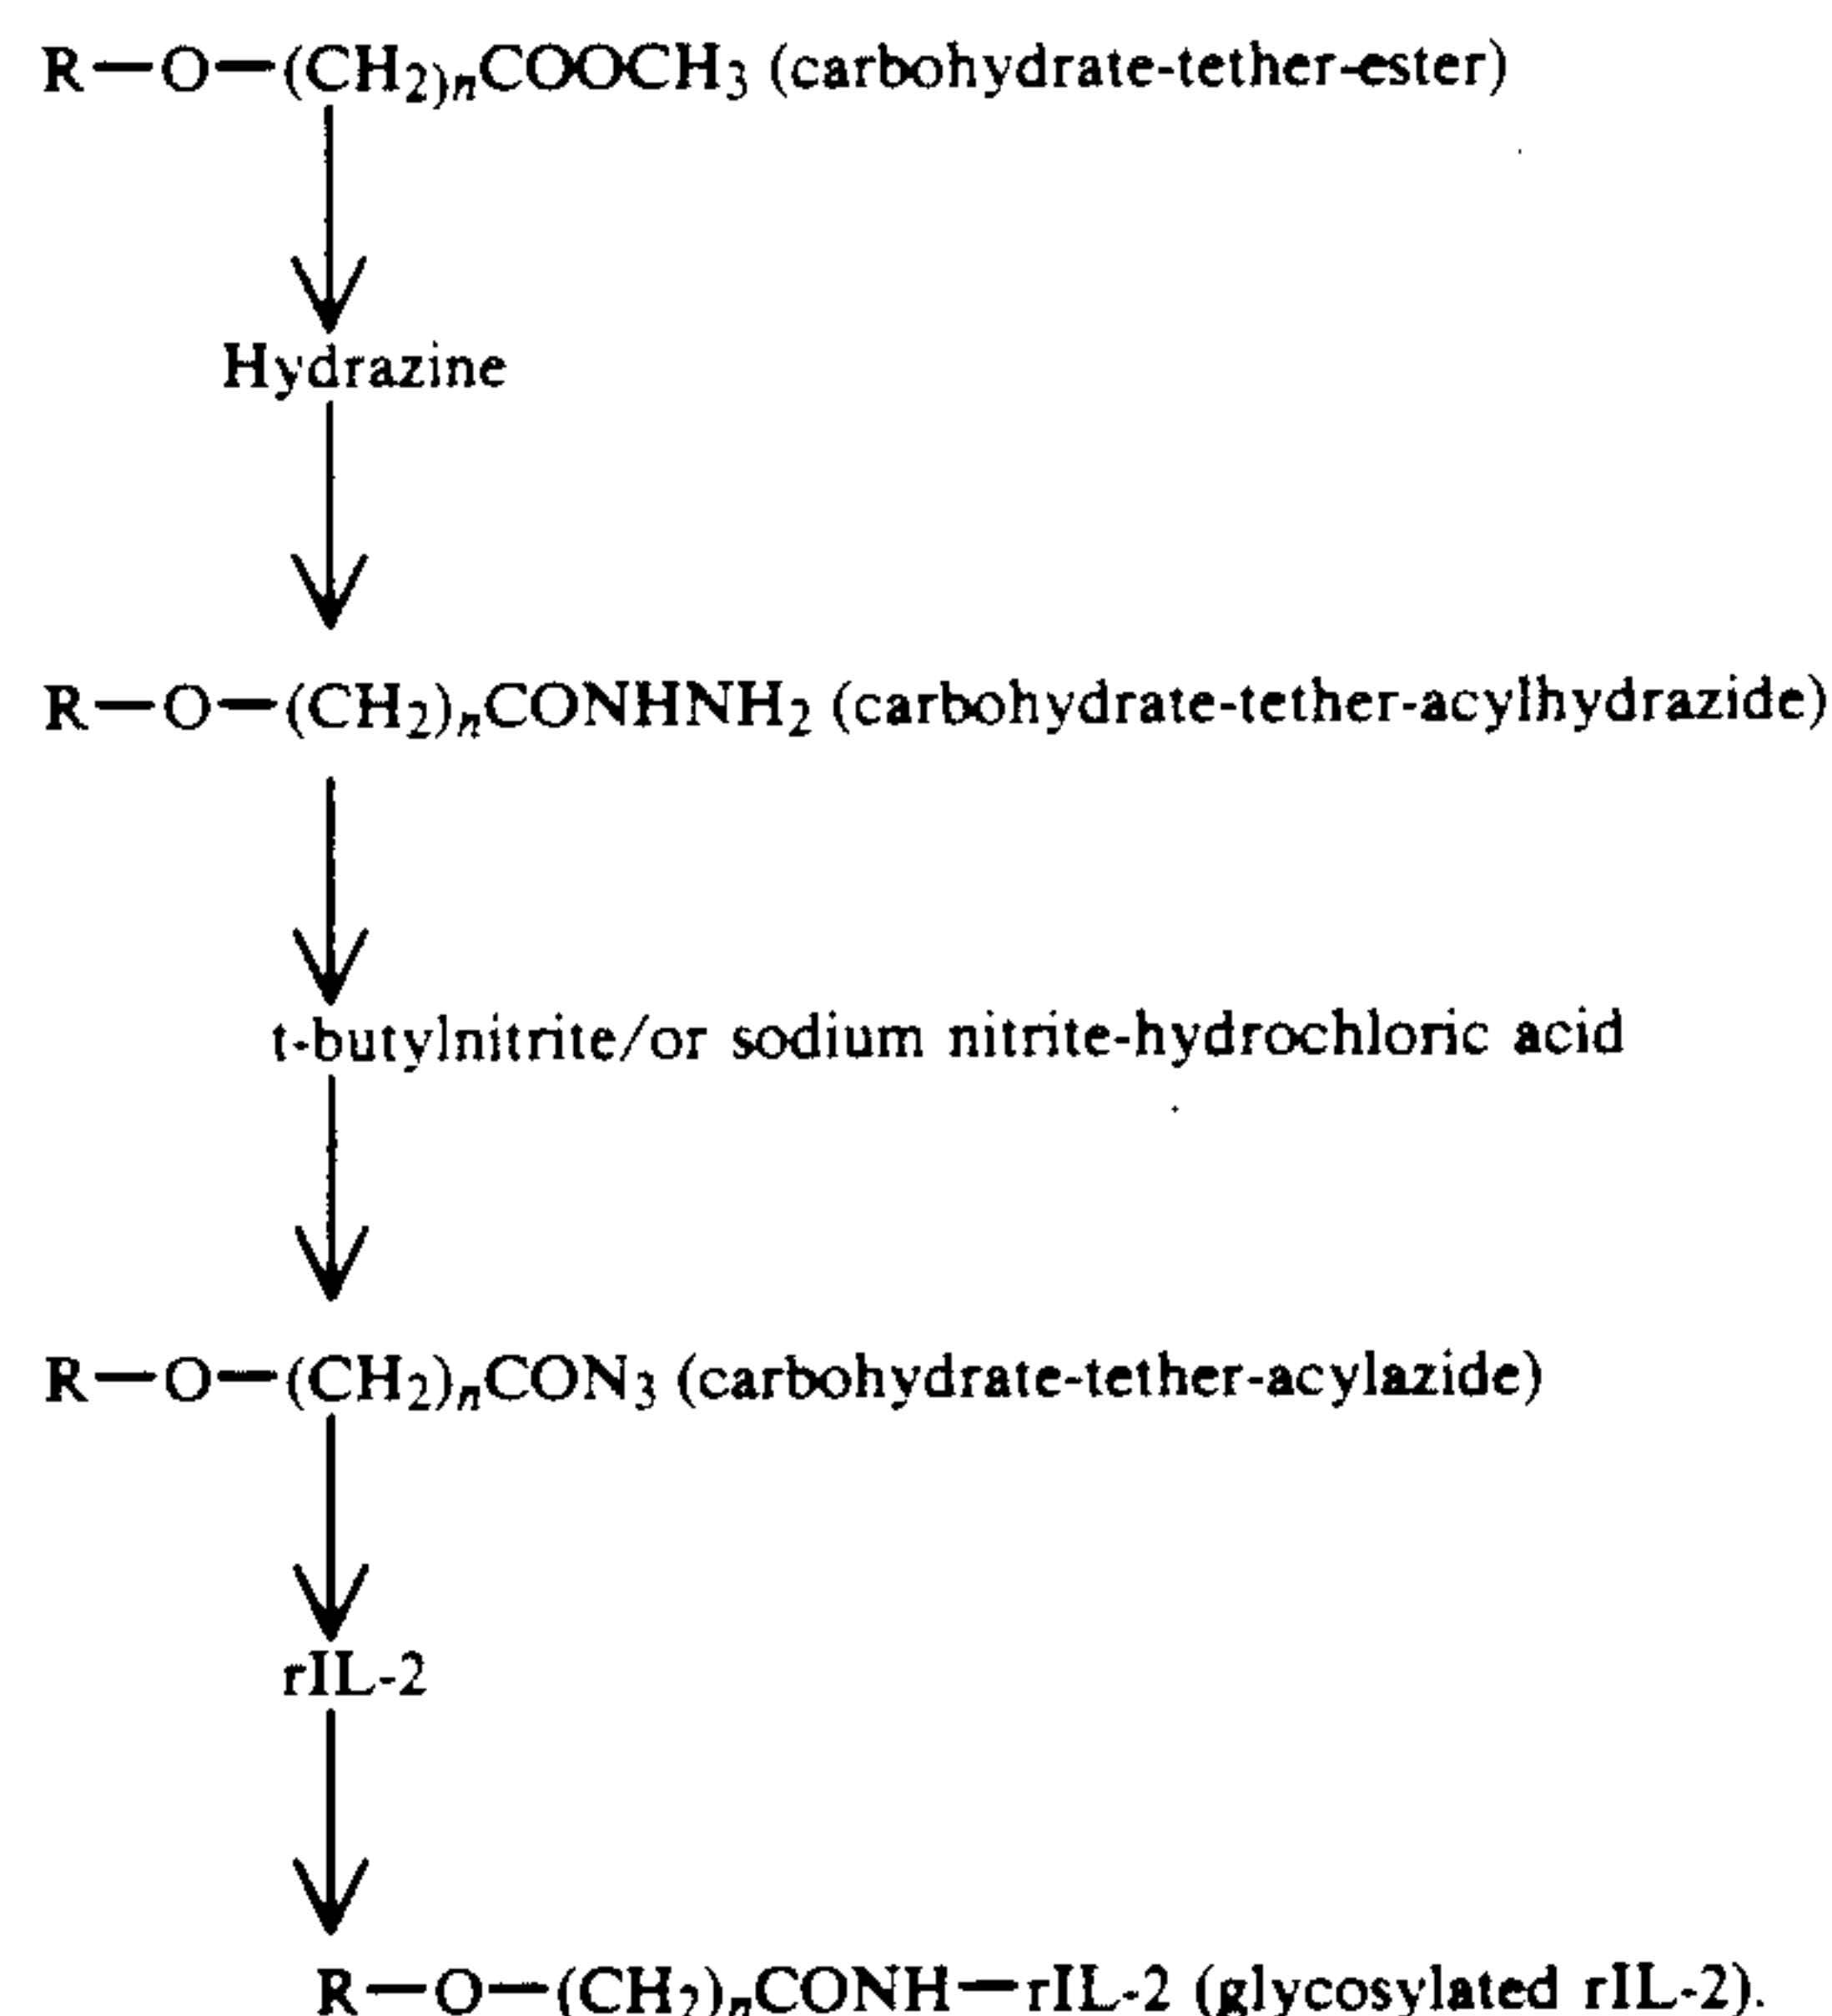 R—O—(CH₂)ₙCOOCH₃ (carbohydrate-tether-ester)
Hydrazine
R—O—(CH₂)ₙCONHNH₂ (carbohydrate-tether-acylhydrazide)
t-butylnitrite/or sodium nitrite-hydrochloric acid
R—O—(CH₂)ₙCON₃ (carbohydrate-tether-acylazide)
rIL-2
R—O—(CH₂)ₙCONH—rIL-2 (glycosylated rIL-2).